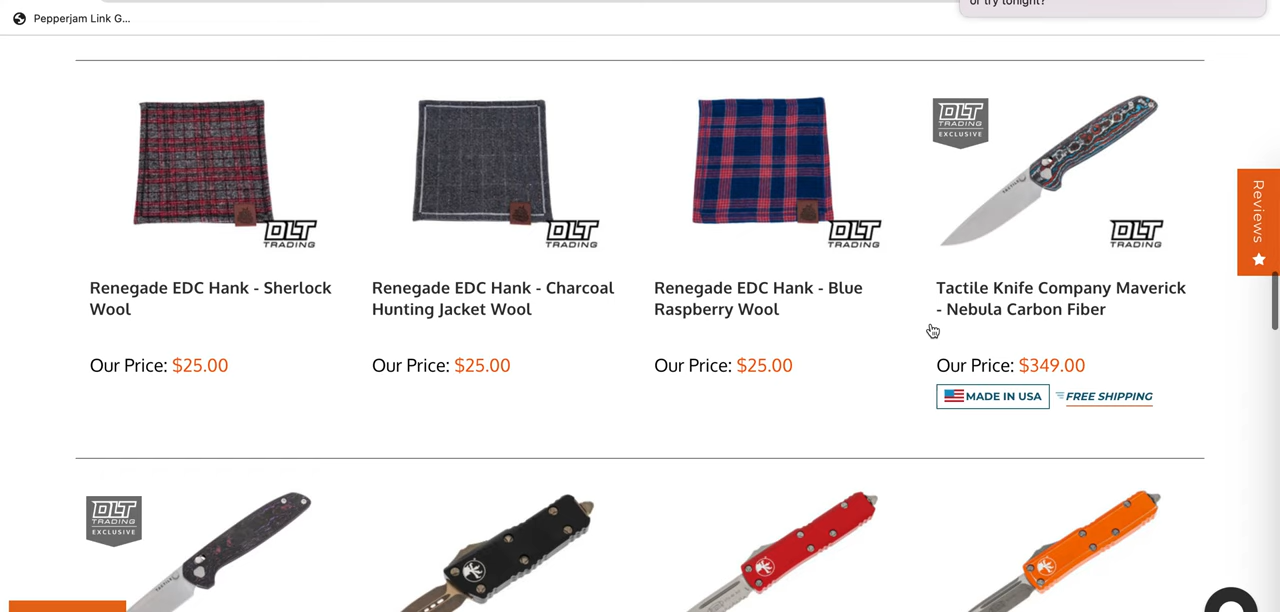 or try tonight?
Pepperjam Link G...
DLT
TRADING
DLT
TRADING
DLT
TRADING
DLT
TRADING
EXCLUSIVE
TACTILE
DLT
TRADING
Reviews
Renegade EDC Hank - Sherlock
Wool
Renegade EDC Hank - Charcoal
Hunting Jacket Wool
Renegade EDC Hank - Blue
Raspberry Wool
Tactile Knife Company Maverick
- Nebula Carbon Fiber
Our Price: $25.00
Our Price: $25.00
Our Price: $25.00
Our Price: $349.00
MADE IN USA
FREE SHIPPING
DLT
TRADING
EXCLUSIVE
TACTILE